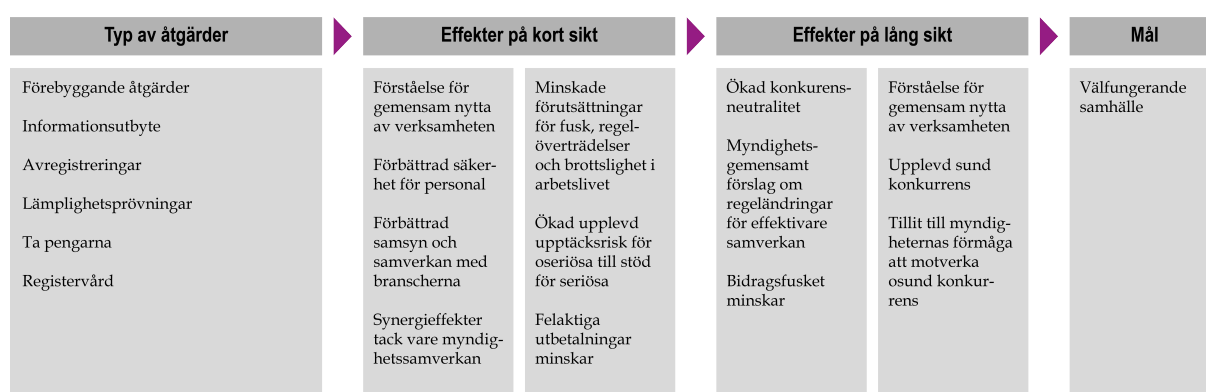 Typ av åtgärder
Förebyggande åtgärder
Informationsutbyte
Avregistreringar
Lämplighetsprövningar
Ta pengarna
Registervård
Effekter på kort sikt
Förståelse för
gemensam nytta
av verksamheten
Förbättrad säker-
het för personal
Förbättrad
samsyn och
samverkan med
branscherna
Synergieffekter
tack vare myndig-
hetssamverkan
Minskade
förutsättningar
för fusk, regel-
överträdelser
och brottslighet i
arbetslivet
Ökad upplevd
upptäcksrisk för
oseriösa till stöd
för seriösa
Felaktiga
utbetalningar
minskar
Effekter på lång sikt
Ökad konkurens-
neutralitet
Myndighets-
gemensamt
förslag om
regeländringar
för effektivare
samverkan
Bidragsfusket
minskar
Förståelse för
gemensam nytta
av verksamheten
Upplevd sund
konkurrens
Tillit till myndig-
heternas förmåga
att motverka
osund konkur-
rens
Mål
Välfungerande
samhälle